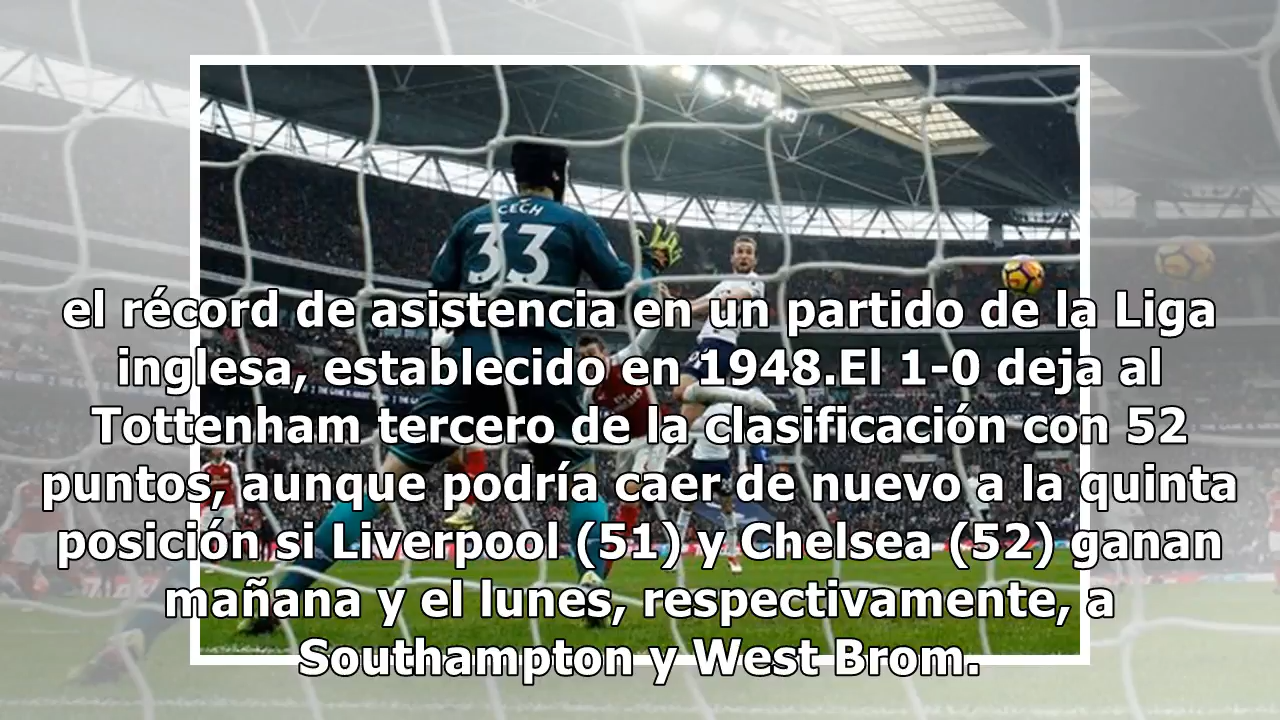 CECH
33
el récord de asistencia en un partido de la Liga
inglesa, establecido en 1948.El 1-0 deja al
Tottenham tercero de la clasificación con 52
puntos, aunque podría caer de nuevo a la quinta
posición si Liverpool (51) y Chelsea (52) ganan
mañana y el lunes, respectivamente, a
Southampton y West Brom.